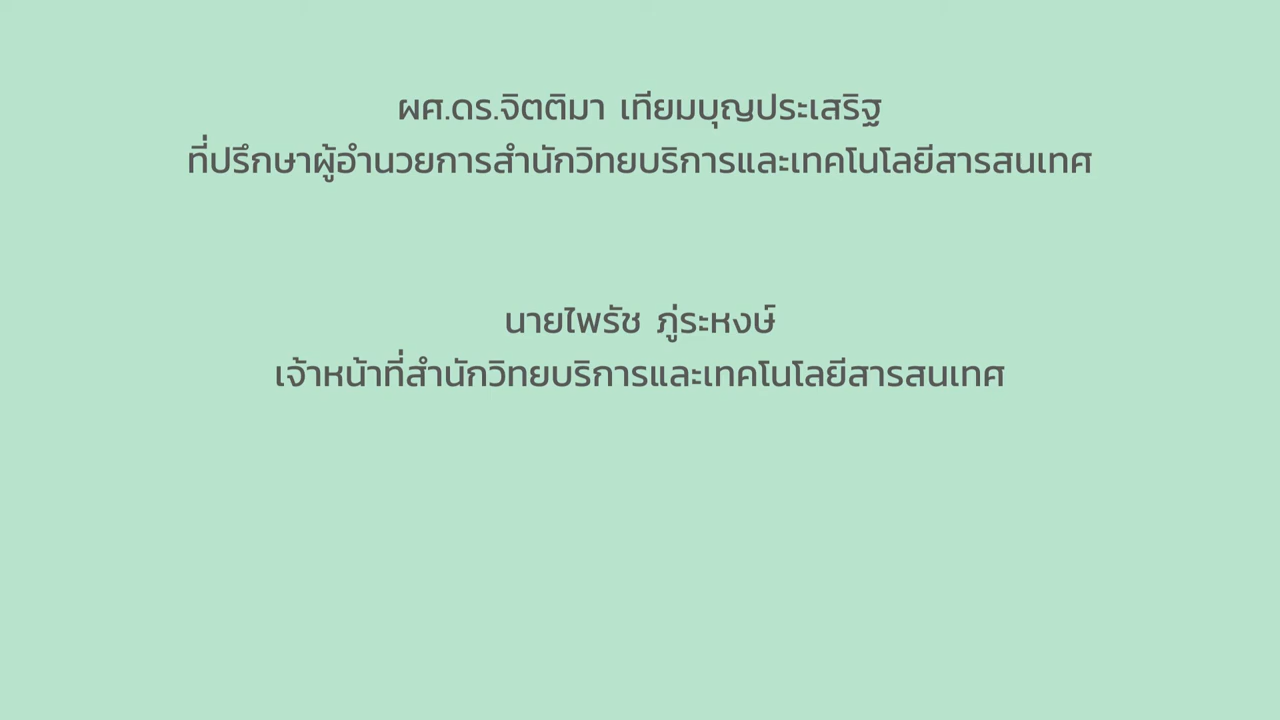 ผศ.ดร.จิตติมา เทียมบุญประเสริฐ
ที่ปรึกษาผู้อำนวยการสำนักวิทยบริการและเทคโนโลยีสารสนเทศ
นายไพรัช ภู่ระหงษ์
เจ้าหน้าที่สำนักวิทยบริการและเทคโนโลยีสารสนเทศ